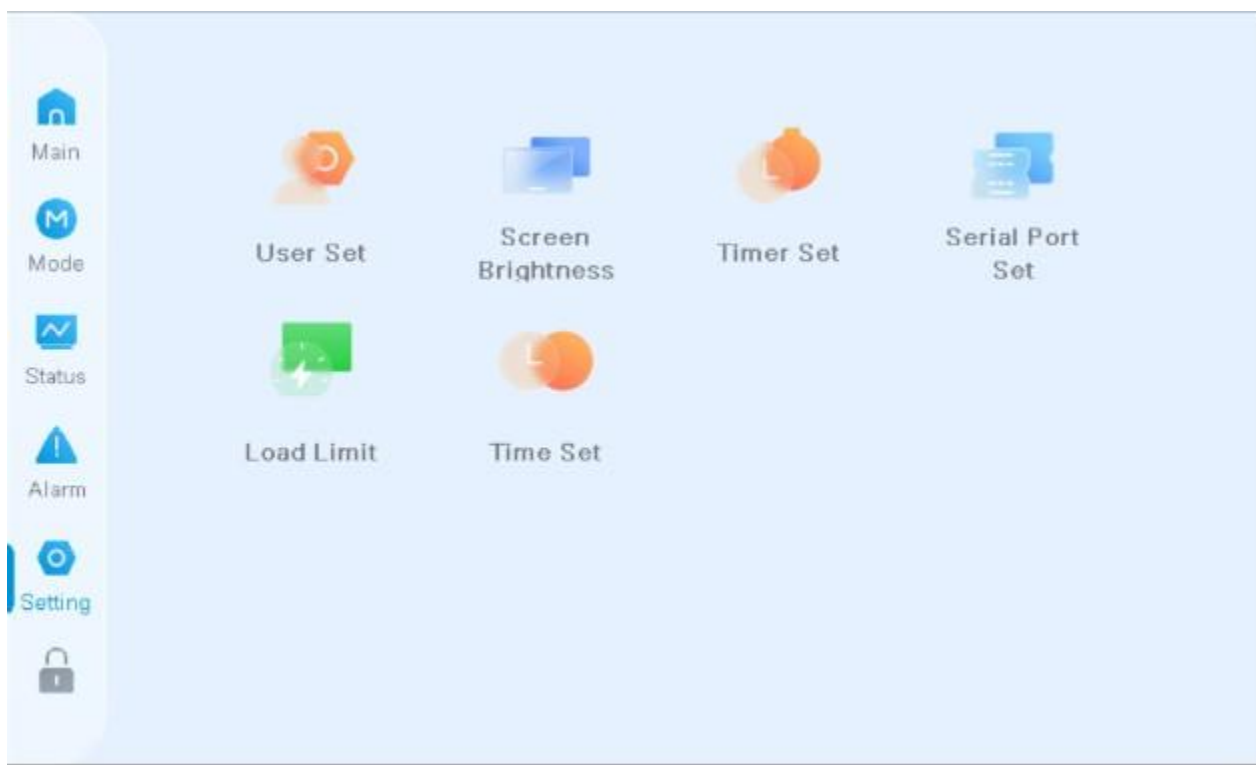 Main
Mode
Status
Alarm
Setting
User Set
Screen
Brightness
Timer Set
Serial Port
Set
Load Limit
Time Set